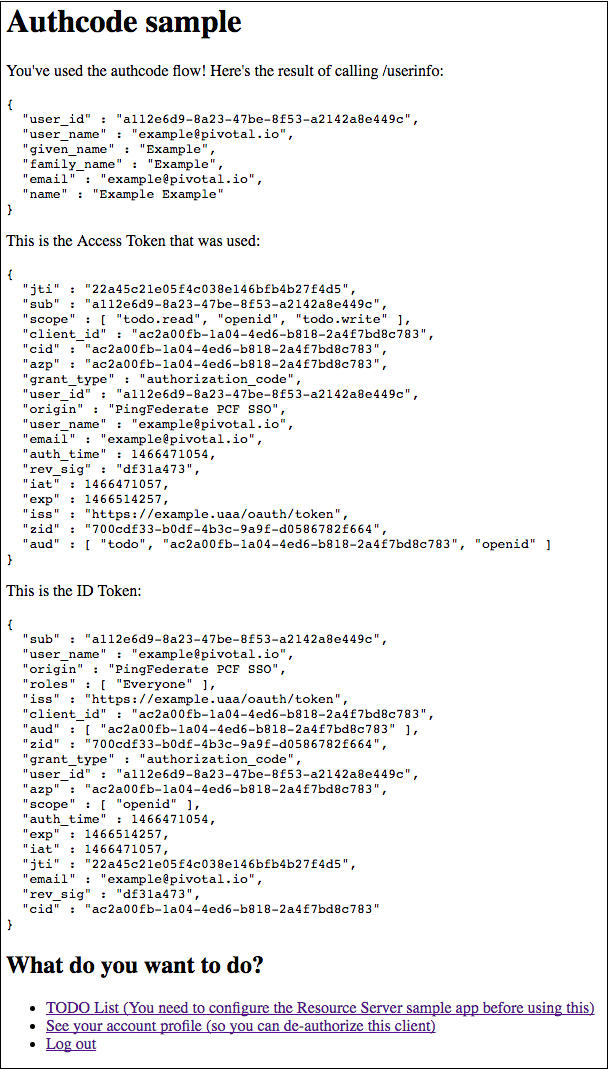 Authcode sample
You've used the authcode flow! Here's the result of calling /userinfo:
{
"user_id" : "a112e6d9-8a23-47be-8f53-a2142a8e449c",
"user_name" : "example@pivotal.io",
"given_name" : "Example",
"family_name" : "Example",
"email" : "example@pivotal.io",
"name" : "Example Example"
}
This is the Access Token that was used:
{
"jti" : "22a45c21e05f4c038e146bfb4b27f4d5",
"sub" : "a112e6d9-8a23-47be-8f53-a2142a8e449c",
"scope" : [ "todo.read", "openid", "todo.write" ],
"client_id" : "ac2a00fb-1a04-4ed6-b818-2a4f7bd8c783",
"cid" : "ac2a00fb-1a04-4ed6-b818-2a4f7bd8c783",
"azp" : "ac2a00fb-1a04-4ed6-b818-2a4f7bd8c783",
"grant_type" : "authorization_code",
"user_id" : "a112e6d9-8a23-47be-8f53-a2142a8e449c",
"origin" : "PingFederate PCF SSO",
"user_name" : "example@pivotal.io",
"email" : "example@pivotal.io",
"auth_time" : 1466471054,
"rev_sig" : "df31a473",
"iat" : 1466471057,
"exp" : 1466514257,
"iss" : "https://example.uaa/oauth/token",
"zid" : "700cdf33-b0df-4b3c-9a9f-d0586782f664",
"aud" : [ "todo", "ac2a00fb-1a04-4ed6-b818-2a4f7bd8c783", "openid" ]
}
This is the ID Token:
{
"sub" : "a112e6d9-8a23-47be-8f53-a2142a8e449c",
"user_name" : "example@pivotal.io",
"origin" : "PingFederate PCF SSO",
"roles" : [ "Everyone" ],
"iss" : "https://example.uaa/oauth/token",
"client_id" : "ac2a00fb-1a04-4ed6-b818-2a4f7bd8c783",
"aud" : [ "ac2a00fb-1a04-4ed6-b818-2a4f7bd8c783" ],
"zid" : "700cdf33-b0df-4b3c-9a9f-d0586782f664",
"grant_type" : "authorization_code",
"user_id" : "a112e6d9-8a23-47be-8f53-a2142a8e449c",
"azp" : "ac2a00fb-1a04-4ed6-b818-2a4f7bd8c783",
"scope" : [ "openid" ],
"auth_time" : 1466471054,
"exp" : 1466514257,
"iat" : 1466471057,
"jti" : "22a45c21e05f4c038e146bfb4b27f4d5",
"email" : "example@pivotal.io",
"rev_sig" : "df31a473",
"cid" : "ac2a00fb-1a04-4ed6-b818-2a4f7bd8c783"
}
What do you want to do?
• TODO List (You need to configure the Resource Server sample app before using this)
• See your account profile (so you can de-authorize this client)
• Log out